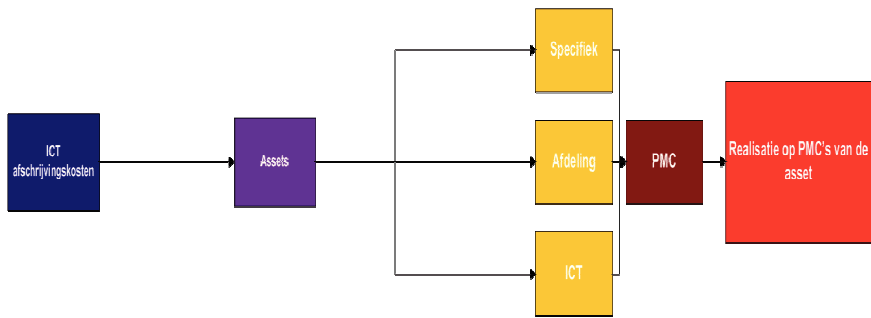 ICT
afschrijvingskosten
Assets
Specifiek
Afdeling
ICT
PMC
Realisatie op PMC's van de
asset